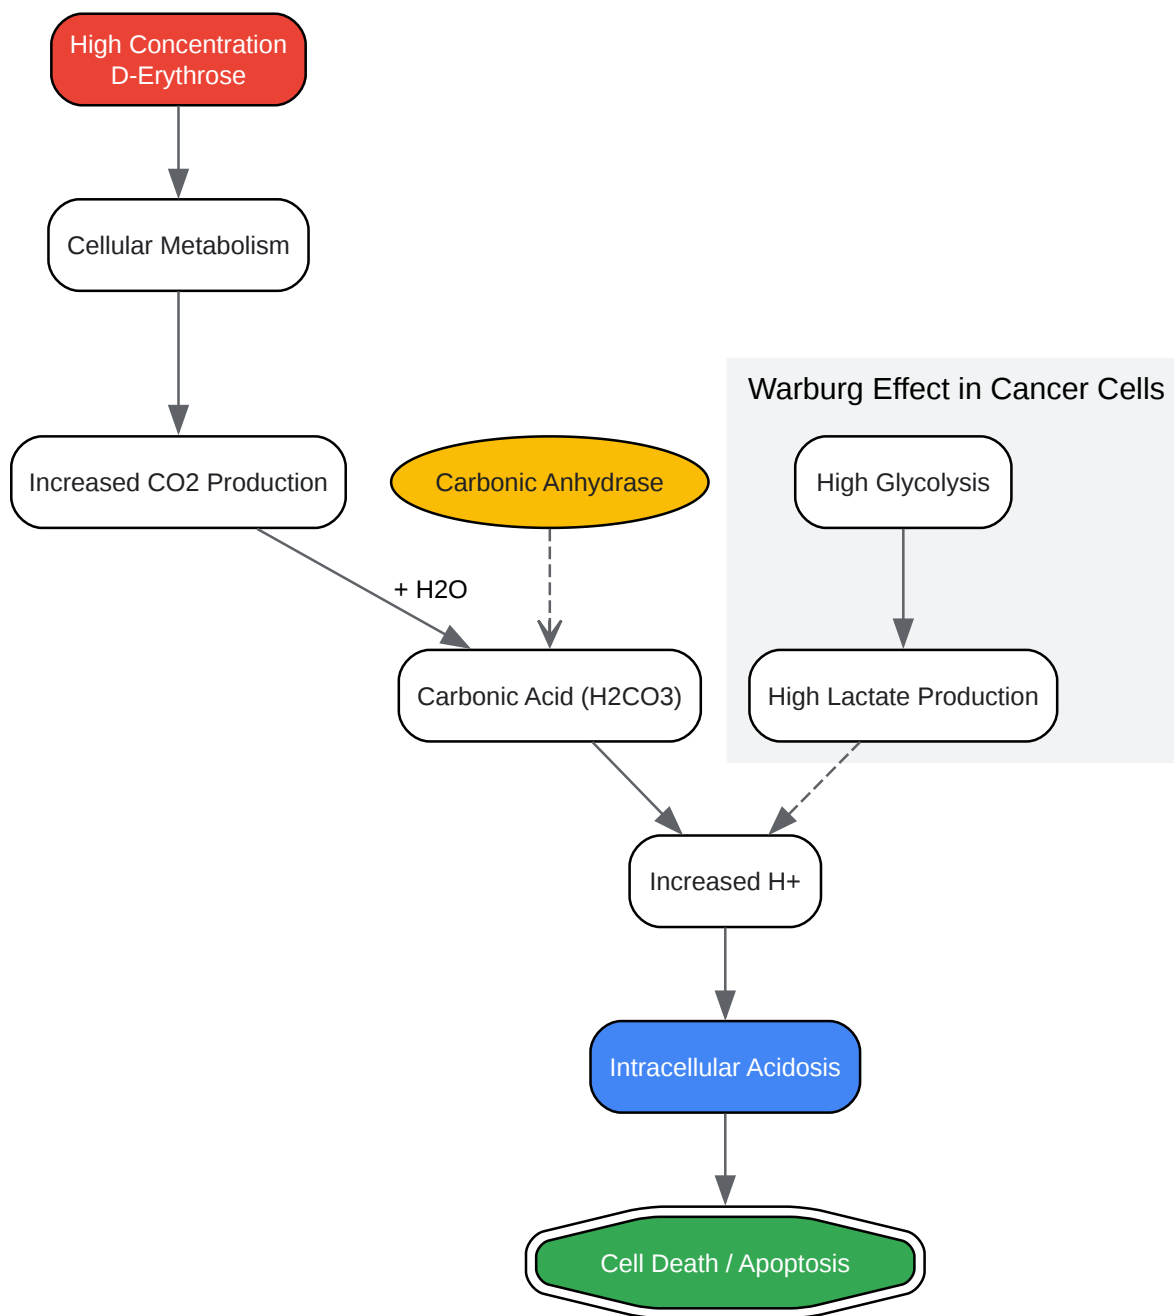 High Concentration
D-Erythrose
Cellular Metabolism
Warburg Effect in Cancer Cells
Increased CO2 Production
Carbonic Anhydrase
High Glycolysis
+ H2O
Carbonic Acid (H2CO3)
High Lactate Production
Increased H+
Intracellular Acidosis
Cell Death / Apoptosis